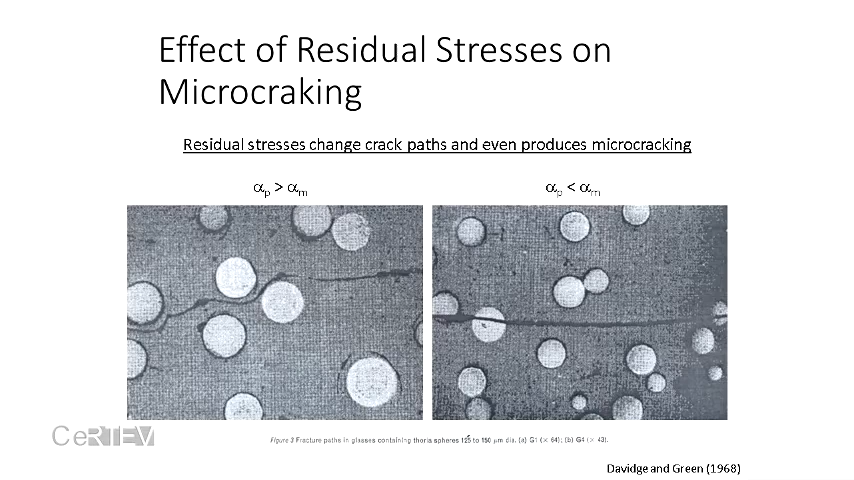 Effect of Residual Stresses on
Microcraking
Residual stresses change crack paths and even produces microcracking
αp > αm
αp < αm
Figure 3 Fracture paths in glasses containing thoria spheres 125 to 150 μm dia. (a) G1 (× 64); (b) G4 (× 43).
CeRTEV
Davidge and Green (1968)